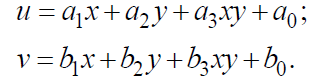 u = a₁x + a₂y + a₃xy + a₀;
v = b₁x + b₂y + b₃xy + b₀.